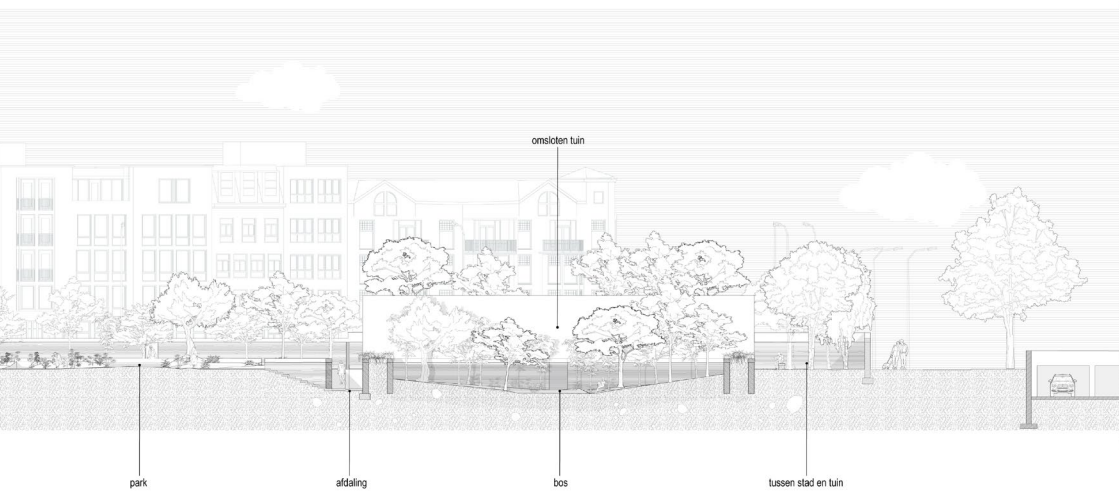 omsloten tuin
park
afdaling
bos
tussen stad en tuin